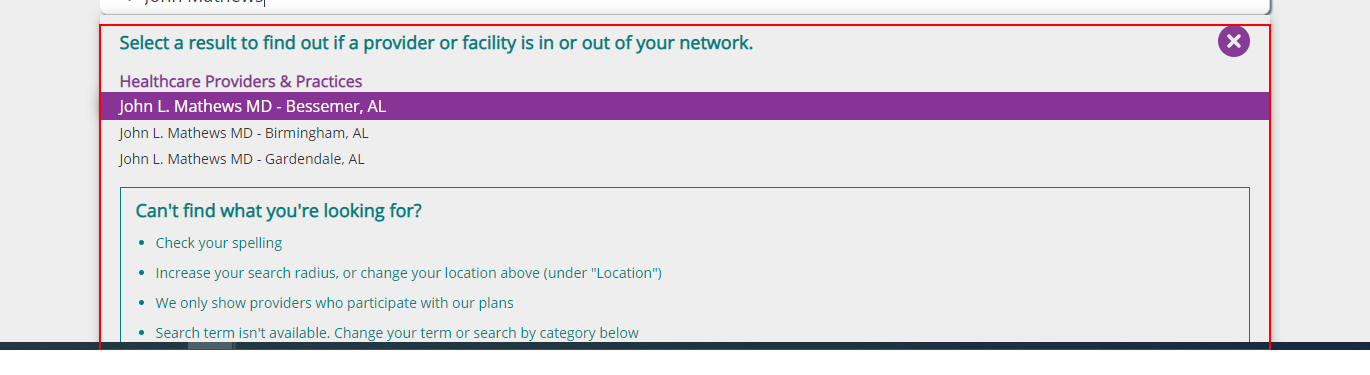 John Mathews
Select a result to find out if a provider or facility is in or out of your network.
Healthcare Providers & Practices
John L. Mathews MD - Bessemer, AL
John L. Mathews MD - Birmingham, AL
John L. Mathews MD - Gardendale, AL
Can't find what you're looking for?
• Check your spelling
• Increase your search radius, or change your location above (under "Location")
• We only show providers who participate with our plans
• Search term isn't available. Change your term or search by category below